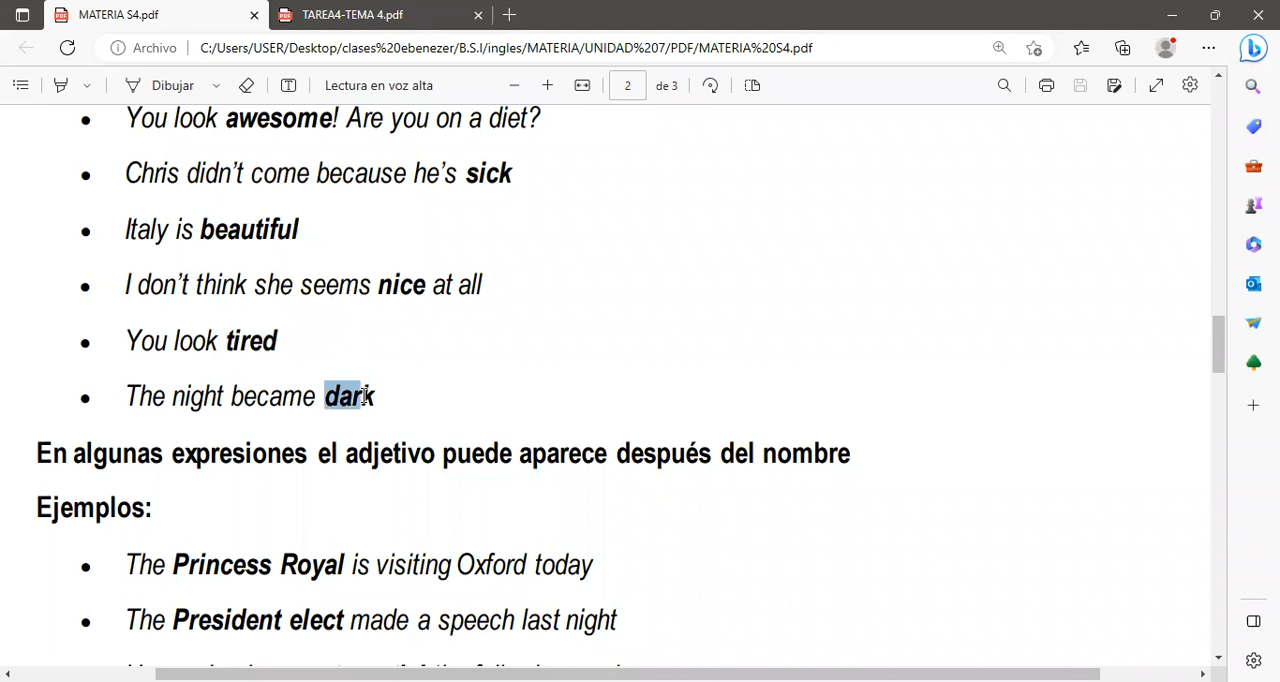 MATERIA S4.pdf
TAREA4-TEMA 4.pdf
Archivo C:/Users/USER/Desktop/clases%20ebenezer/B.S.I/ingles/MATERIA/UNIDAD%207/PDF/MATERIA%20S4.pdf
Dibujar Lectura en voz alta 2 de 3
You look awesome! Are you on a diet?
Chris didn't come because he's sick
Italy is beautiful
I don't think she seems nice at all
You look tired
The night became dark
En algunas expresiones el adjetivo puede aparece después del nombre
Ejemplos:
The Princess Royal is visiting Oxford today
The President elect made a speech last night